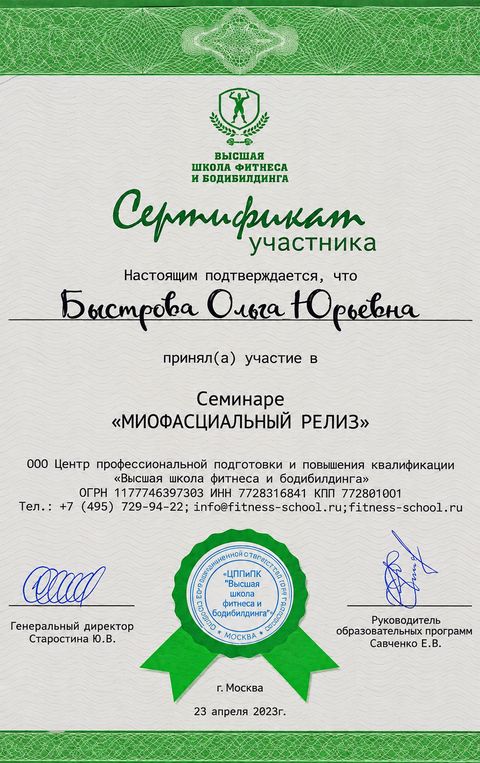 ВЫСШАЯ
ШКОЛА ФИТНЕСА
И БОДИБИЛДИНГА
Сертификат
участника
Настоящим подтверждается, что
Быстрова Ольга Юрьевна
принял(а) участие в
Семинаре
«МИОФАСЦИАЛЬНЫЙ РЕЛИЗ»
ООО Центр профессиональной подготовки и повышения квалификации
«Высшая школа фитнеса и бодибилдинга»
ОГРН 1177746397303 ИНН 7728316841 КПП 772801001
Тел.: +7 (495) 729-94-22; info@fitness-school.ru;fitness-school.ru
«ЦППиПК
"Высшая
школа
фитнеса и
бодибилдинга"»
МОСКВА
Генеральный директор
Старостина Ю.В.
Руководитель
образовательных программ
Савченко Е.В.
г. Москва
23 апреля 2023г.